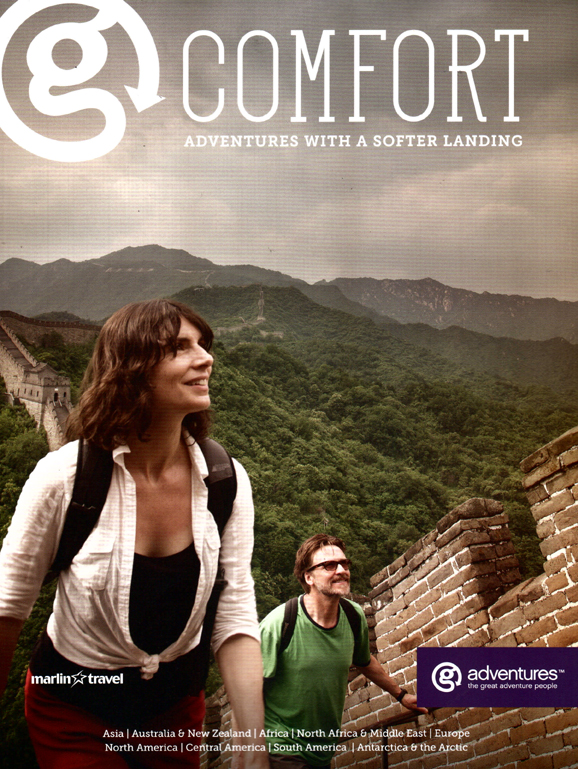 g COMFORT
ADVENTURES WITH A SOFTER LANDING
marlin travel
g adventures™
the great adventure people
Asia | Australia & New Zealand | Africa | North Africa & Middle East | Europe
North America | Central America | South America | Antarctica & the Arctic